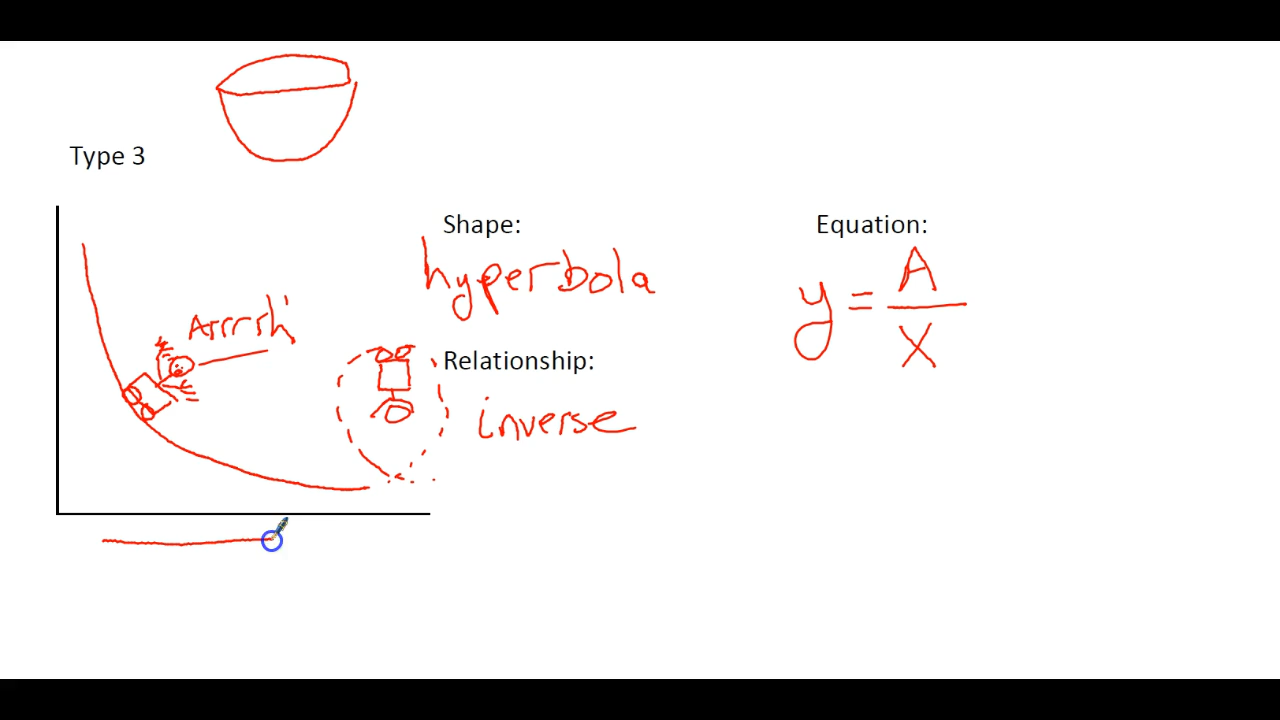 Type 3
Shape:
hyperbola
Equation:
y = A/x
Arrrrh'
Relationship:
inverse